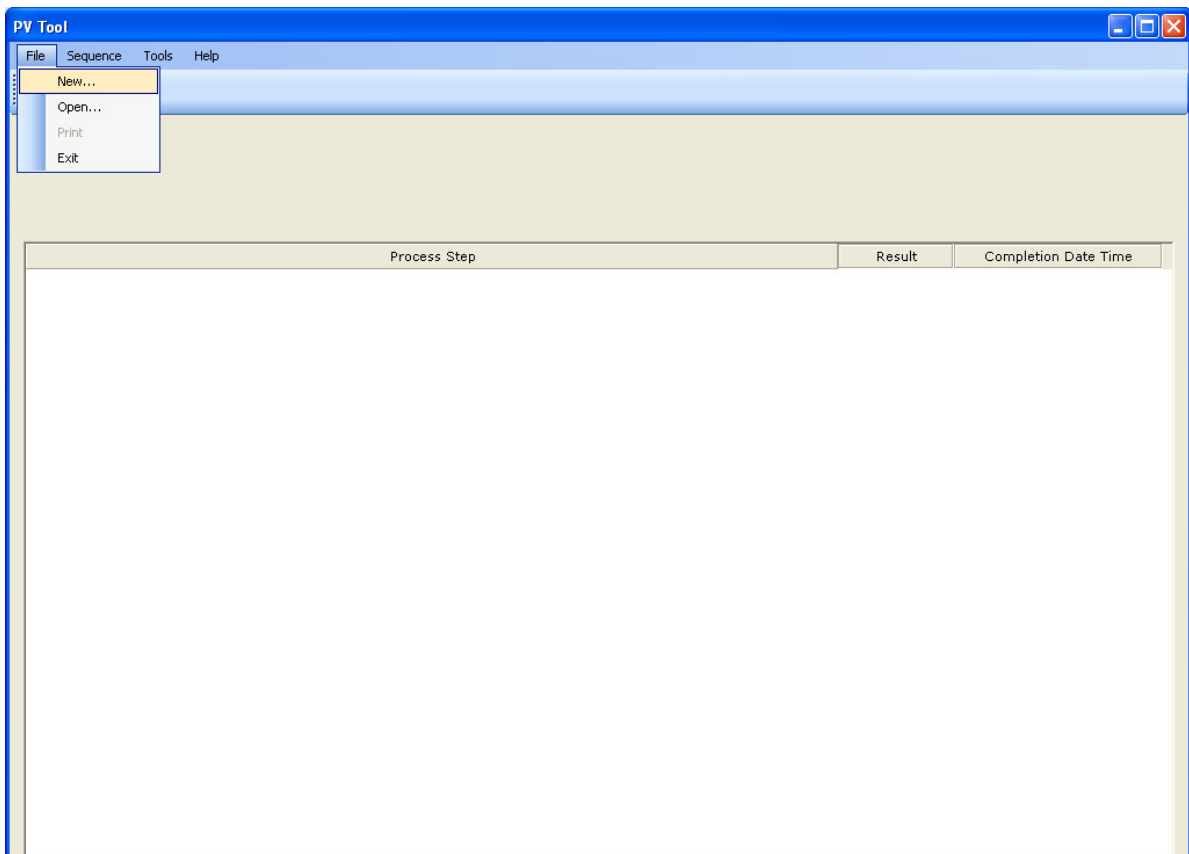 PV Tool
File Sequence Tools Help
New...
Open...
Print
Exit
Process Step Result Completion Date Time